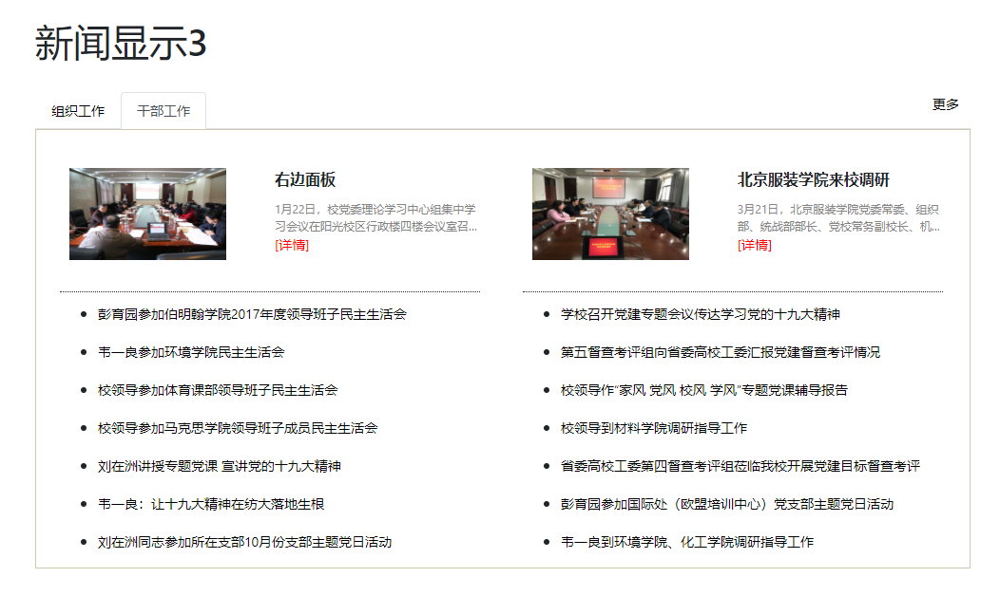 新闻显示3
组织工作
干部工作
更多
右边面板
1月22日，校党委理论学习中心组集中学
习会议在阳光校区行政楼四楼会议室召...
[详情]
彭育园参加伯明翰学院2017年度领导班子民主生活会
韦一良参加环境学院民主生活会
校领导参加体育课部领导班子民主生活会
校领导参加马克思学院领导班子成员民主生活会
刘在洲讲授专题党课 宣讲党的十九大精神
韦一良：让十九大精神在纺大落地生根
刘在洲同志参加所在支部10月份支部主题党日活动
北京服装学院来校调研
3月21日，北京服装学院党委常委、组织
部、统战部部长、党校常务副校长、机...
[详情]
学校召开党建专题会议传达学习党的十九大精神
第五督查考评组向省委高校工委汇报党建督查考评情况
校领导作“家风 党风 校风 学风”专题党课辅导报告
校领导到材料学院调研指导工作
省委高校工委第四督查考评组莅临我校开展党建目标督查考评
彭育园参加国际处（欧盟培训中心）党支部主题党日活动
韦一良到环境学院、化工学院调研指导工作